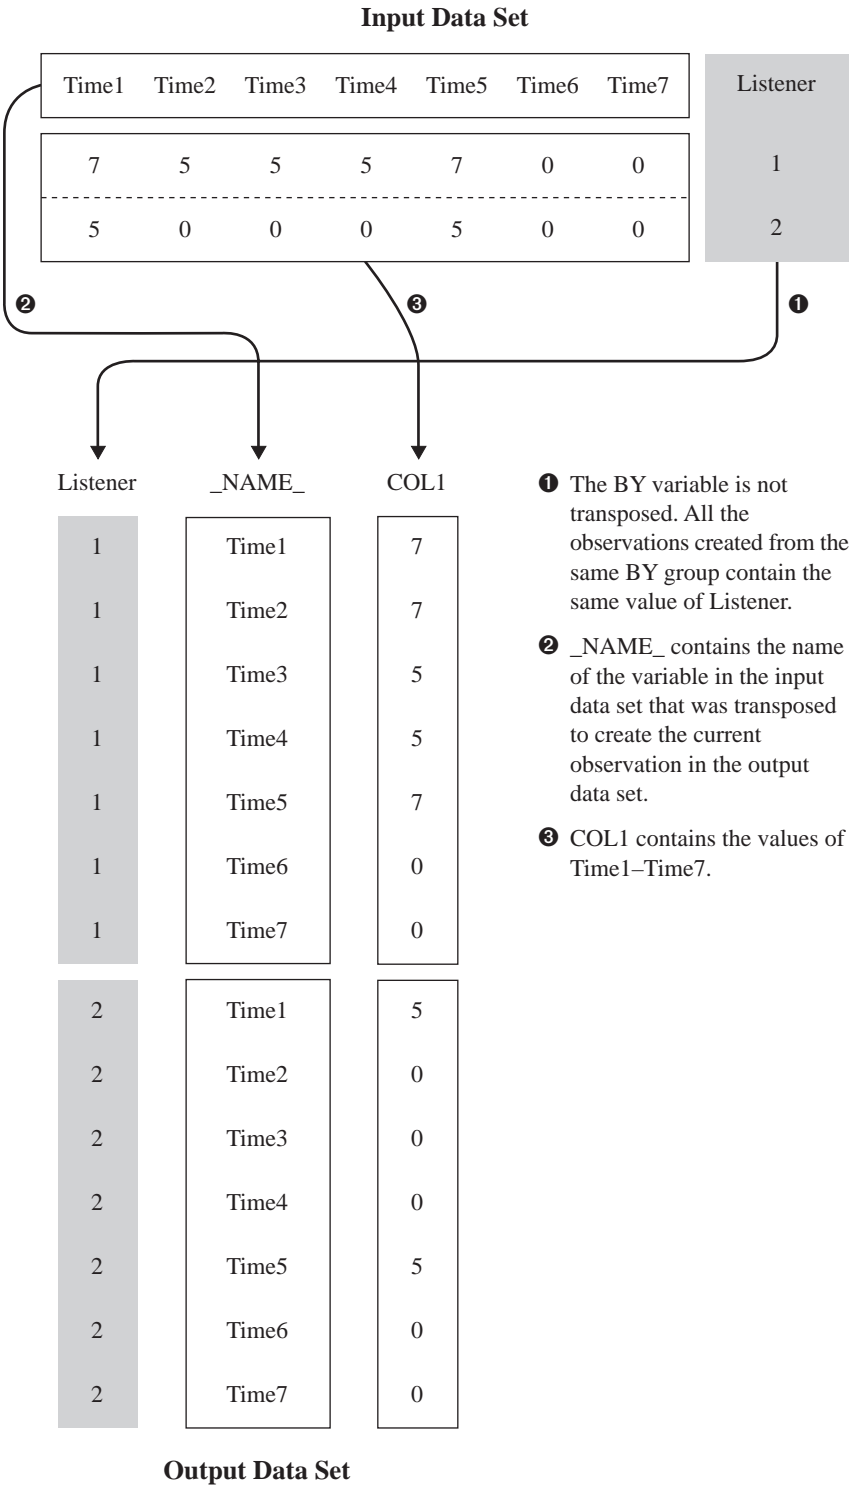 Input Data Set
Time1 Time2 Time3 Time4 Time5 Time6 Time7 Listener
7 5 5 5 7 0 0 1
5 0 0 0 5 0 0 2
❷ ❸ ❶
Listener _NAME_ COL1
1 Time1 7
1 Time2 7
1 Time3 5
1 Time4 5
1 Time5 7
1 Time6 0
1 Time7 0
2 Time1 5
2 Time2 0
2 Time3 0
2 Time4 0
2 Time5 5
2 Time6 0
2 Time7 0
❶ The BY variable is not
transposed. All the
observations created from the
same BY group contain the
same value of Listener.
❷ _NAME_ contains the name
of the variable in the input
data set that was transposed
to create the current
observation in the output
data set.
❸ COL1 contains the values of
Time1–Time7.
Output Data Set